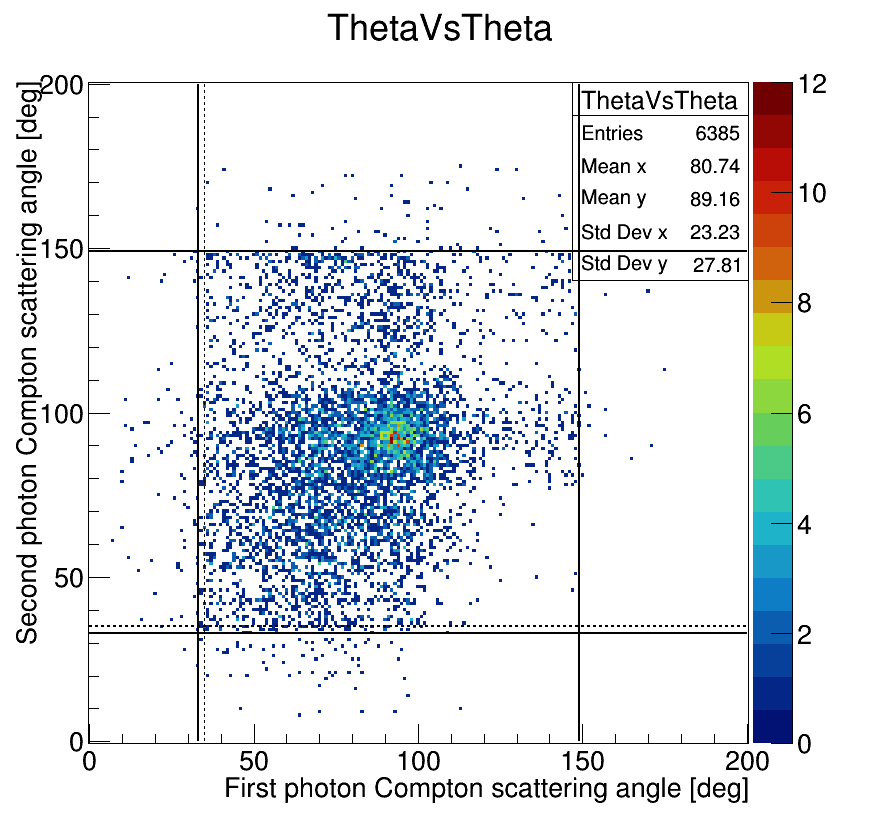 ThetaVsTheta
Second photon Compton scattering angle [deg]
200
150
100
50
0
ThetaVsTheta
Entries 6385
Mean x 80.74
Mean y 89.16
Std Dev x 23.23
Std Dev y 27.81
12
10
8
6
4
2
0
0 50 100 150 200
First photon Compton scattering angle [deg]